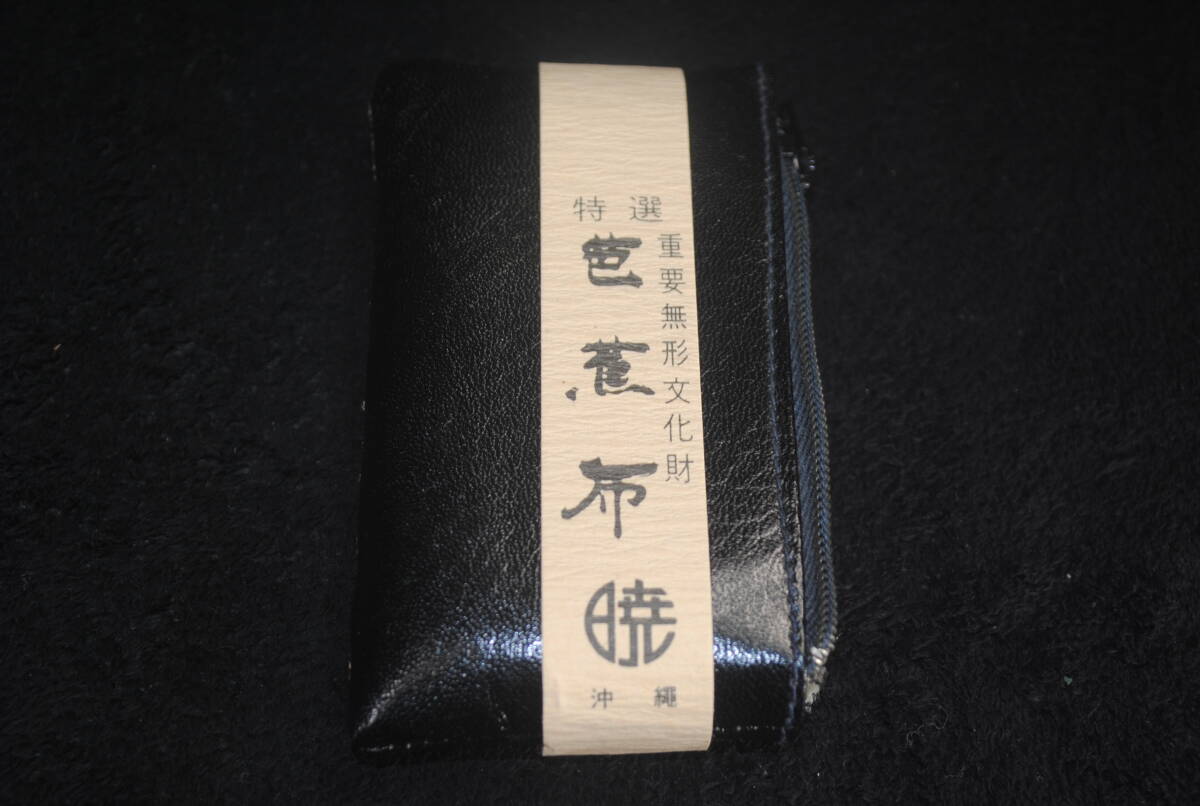 特選
重要無形文化財
芭蕉布
暁
沖縄